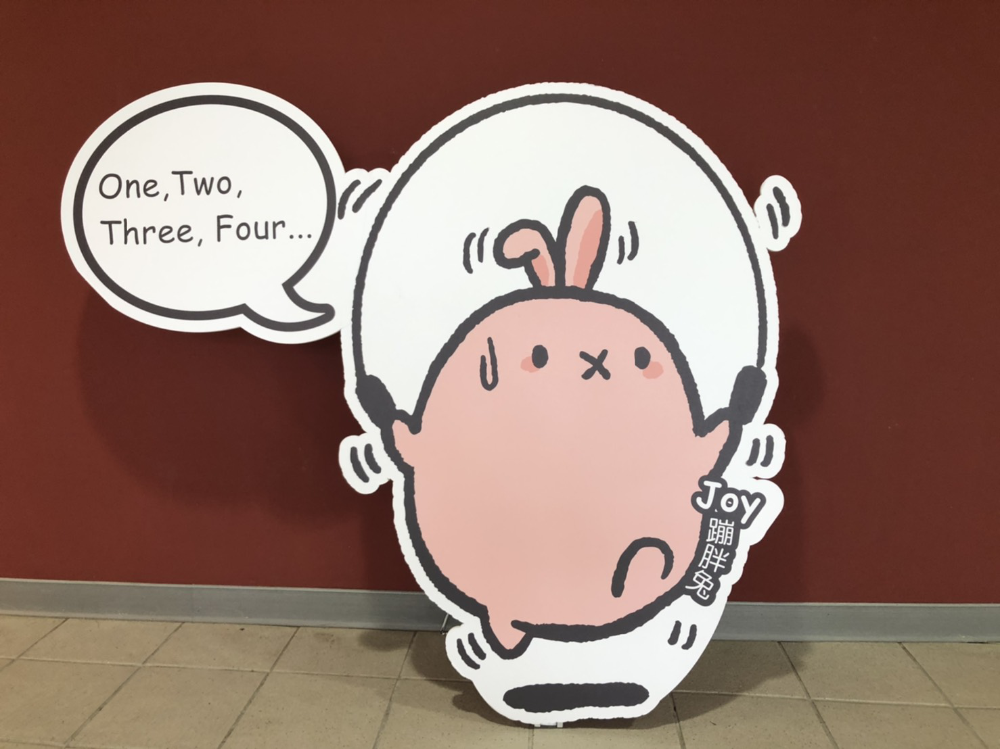 One,Two,
Three, Four...
Joy
蹦胖兔